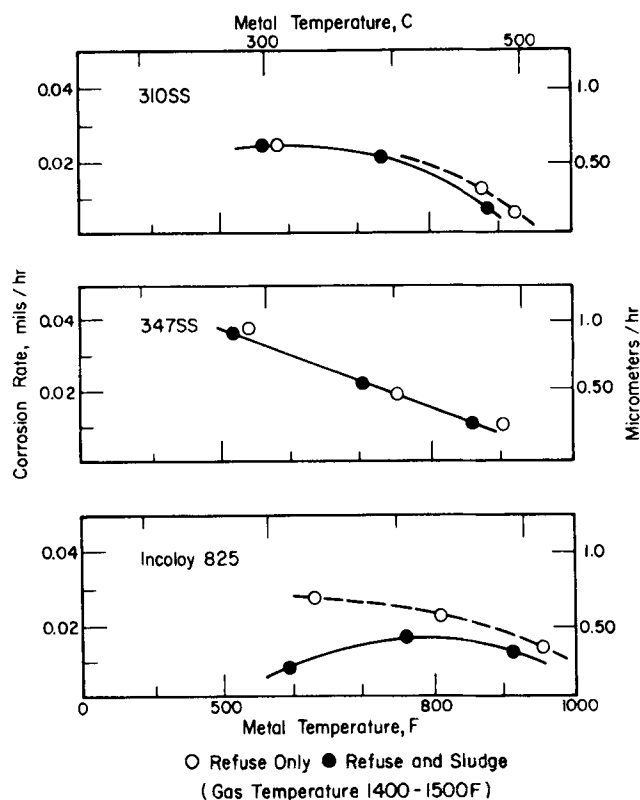 Metal Temperature, C
300 500
310SS
0.04
0.02
1.0
0.50
347SS
0.04
0.02
1.0
0.50
Corrosion Rate, mils/hr
Micrometers/hr
Incoloy 825
0.04
0.02
1.0
0.50
0 500 800 1000
Metal Temperature, F
○ Refuse Only ● Refuse and Sludge
(Gas Temperature 1400-1500F)